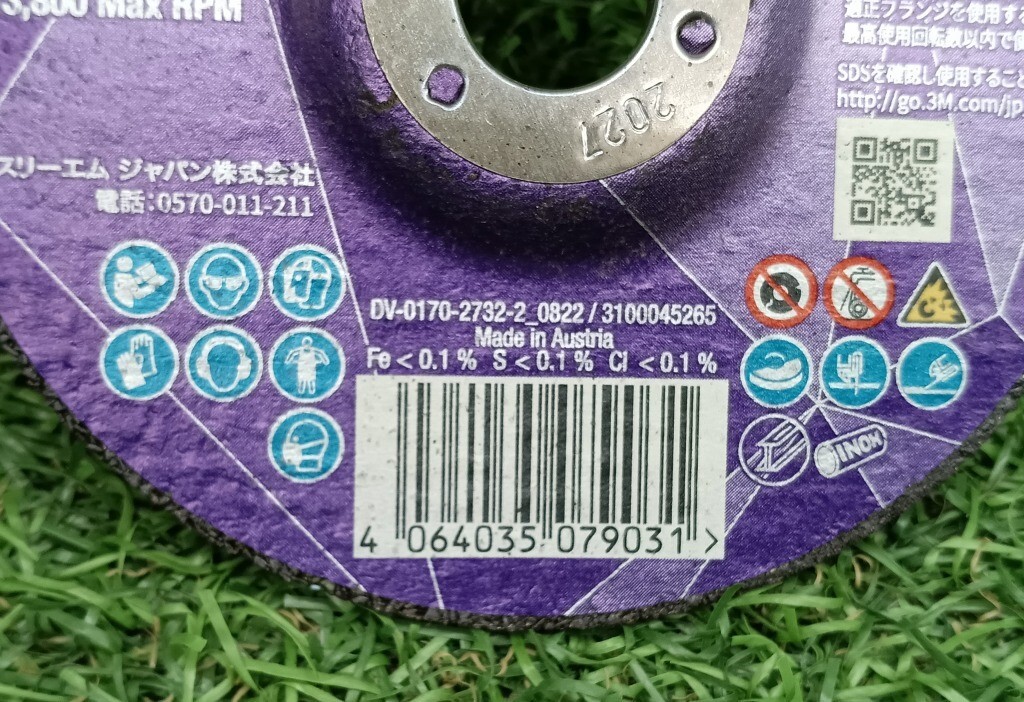 3,300 Max RPM
スリーエム ジャパン株式会社
電話：0570-011-211
2027
適正フランジを使用する
最高使用回転数以内で
SDSを確認し使用すること
http://go.3M.com/jp
DV-0170-2732-2_0822 / 3100045265
Made in Austria
Fe < 0.1 % S < 0.1 % Cl < 0.1 %
4 064035 079031 >
INOX